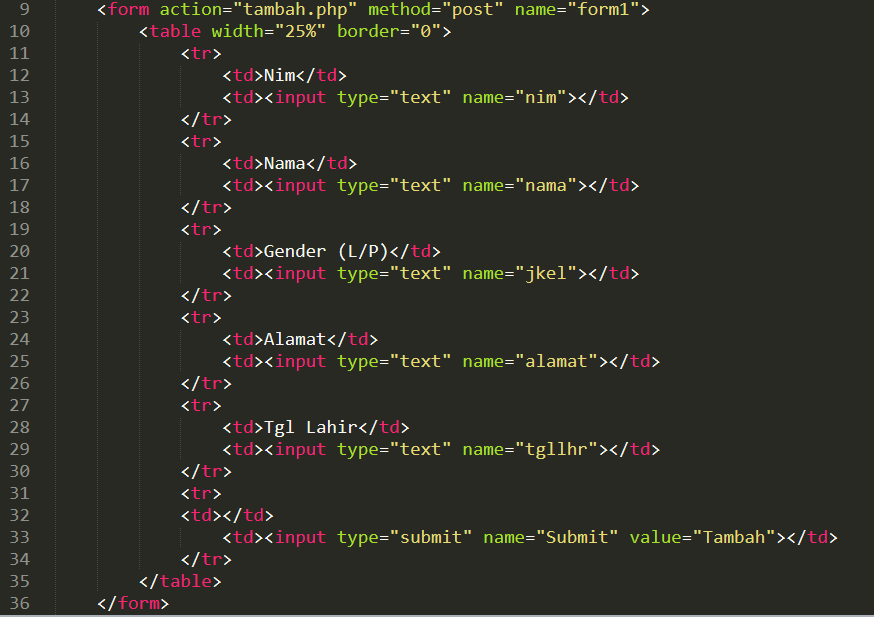 9 <form action="tambah.php" method="post" name="form1">
10 <table width="25%" border="0">
11 <tr>
12 <td>Nim</td>
13 <td><input type="text" name="nim"></td>
14 </tr>
15 <tr>
16 <td>Nama</td>
17 <td><input type="text" name="nama"></td>
18 </tr>
19 <tr>
20 <td>Gender (L/P)</td>
21 <td><input type="text" name="jkel"></td>
22 </tr>
23 <tr>
24 <td>Alamat</td>
25 <td><input type="text" name="alamat"></td>
26 </tr>
27 <tr>
28 <td>Tgl Lahir</td>
29 <td><input type="text" name="tgllhr"></td>
30 </tr>
31 <tr>
32 <td></td>
33 <td><input type="submit" name="Submit" value="Tambah"></td>
34 </tr>
35 </table>
36 </form>